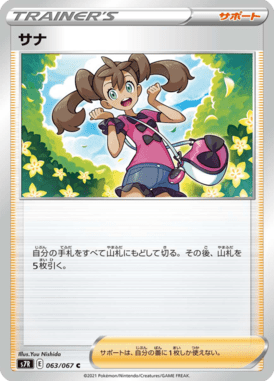 TRAINER'S サポート
サナ
自分の手札をすべて山札にもどして切る。その後、山札を
5枚引く。
Illus.Yuu Nishida
s7R E 063/067 C
サポートは、自分の番に1枚しか使えない。
©2021 Pokémon/Nintendo/Creatures/GAME FREAK.